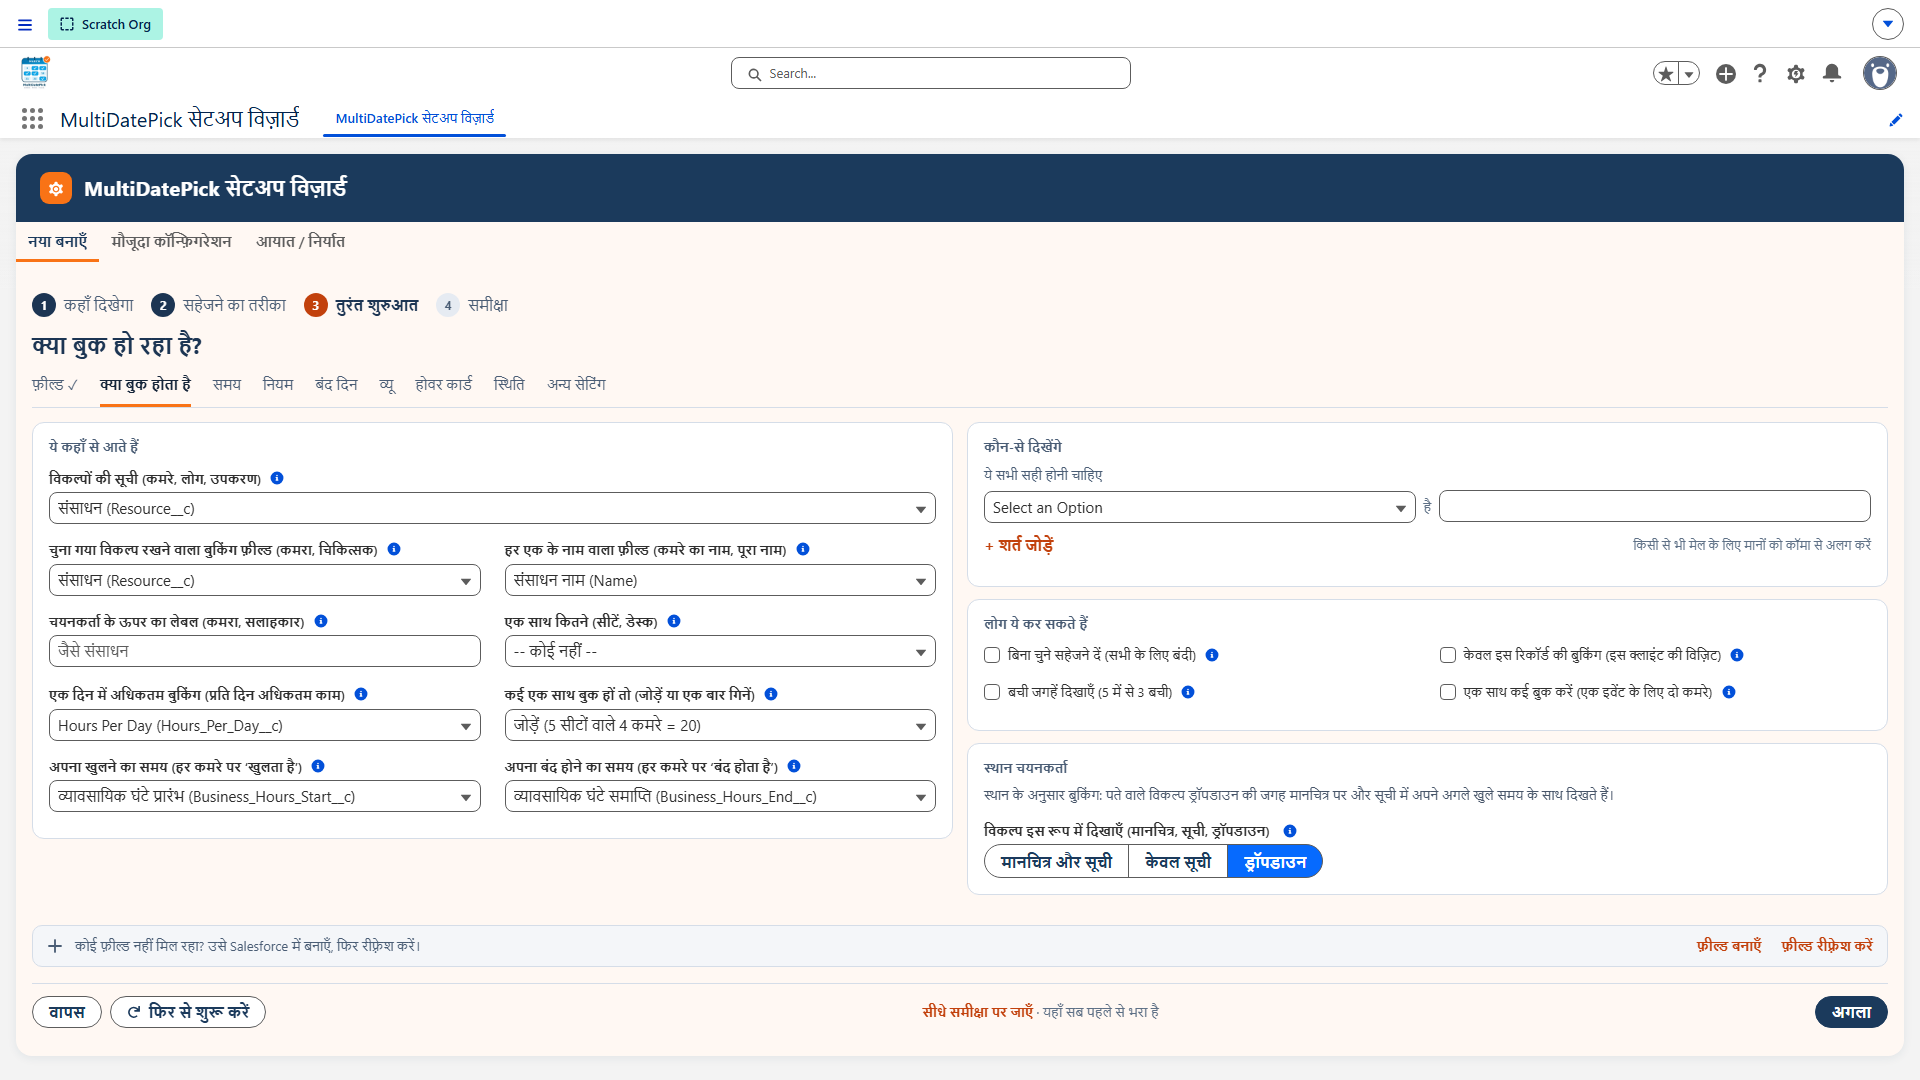 Scratch Org
Search...
MultiDatePick सेटअप विज़ार्ड
MultiDatePick सेटअप विज़ार्ड
MultiDatePick सेटअप विज़ार्ड
नया बनाएँ मौजूदा कॉन्फ़िगरेशन आयात / निर्यात
1 कहाँ दिखेगा 2 सहेजने का तरीका 3 तुरंत शुरुआत 4 समीक्षा
क्या बुक हो रहा है?
फ़ील्ड ✓ क्या बुक होता है समय नियम बंद दिन व्यू होवर कार्ड स्थिति अन्य सेटिंग
ये कहाँ से आते हैं
विकल्पों की सूची (कमरे, लोग, उपकरण)
संसाधन (Resource__c)
चुना गया विकल्प रखने वाला बुकिंग फ़ील्ड (कमरा, चिकित्सक)
संसाधन (Resource__c)
हर एक के नाम वाला फ़ील्ड (कमरे का नाम, पूरा नाम)
संसाधन नाम (Name)
चयनकर्ता के ऊपर का लेबल (कमरा, सलाहकार)
जैसे संसाधन
एक साथ कितने (सीटें, डेस्क)
-- कोई नहीं --
एक दिन में अधिकतम बुकिंग (प्रति दिन अधिकतम काम)
Hours Per Day (Hours_Per_Day__c)
कई एक साथ बुक हों तो (जोड़ें या एक बार गिनें)
जोड़ें (5 सीटों वाले 4 कमरे = 20)
अपना खुलने का समय (हर कमरे पर ‘खुलता है’)
व्यावसायिक घंटे प्रारंभ (Business_Hours_Start__c)
अपना बंद होने का समय (हर कमरे पर ‘बंद होता है’)
व्यावसायिक घंटे समाप्ति (Business_Hours_End__c)
कौन-से दिखेंगे
ये सभी सही होनी चाहिए
Select an Option है
+ शर्त जोड़ें
किसी से भी मेल के लिए मानों को कॉमा से अलग करें
लोग ये कर सकते हैं
बिना चुने सहेजने दें (सभी के लिए बंदी)
केवल इस रिकॉर्ड की बुकिंग (इस क्लाइंट की विज़िट)
बची जगहें दिखाएँ (5 में से 3 बची)
एक साथ कई बुक करें (एक इवेंट के लिए दो कमरे)
स्थान चयनकर्ता
स्थान के अनुसार बुकिंग: पते वाले विकल्प ड्रॉपडाउन की जगह मानचित्र पर और सूची में अपने अगले खुले समय के साथ दिखते हैं।
विकल्प इस रूप में दिखाएँ (मानचित्र, सूची, ड्रॉपडाउन)
मानचित्र और सूची केवल सूची ड्रॉपडाउन
कोई फ़ील्ड नहीं मिल रहा? उसे Salesforce में बनाएँ, फिर रीफ़्रेश करें।
फ़ील्ड बनाएँ फ़ील्ड रीफ़्रेश करें
वापस फिर से शुरू करें
सीधे समीक्षा पर जाएँ · यहाँ सब पहले से भरा है
अगला